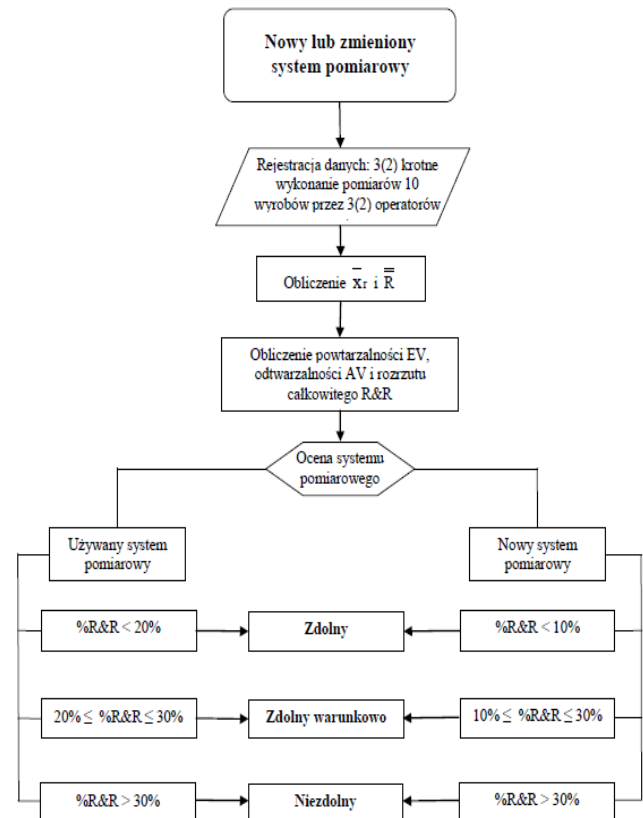 Nowy lub zmieniony
system pomiarowy
Rejestracja danych: 3(2) krotne
wykonanie pomiarów 10
wyrobów przez 3(2) operatorów
Obliczenie x̅r i R̿
Obliczenie powtarzalności EV,
odtwarzalności AV i rozrzutu
całkowitego R&R
Ocena systemu
pomiarowego
Używany system
pomiarowy
Nowy system
pomiarowy
%R&R < 20%
Zdolny
%R&R < 10%
20% ≤ %R&R ≤ 30%
Zdolny warunkowo
10% ≤ %R&R ≤ 30%
%R&R > 30%
Niezdolny
%R&R > 30%